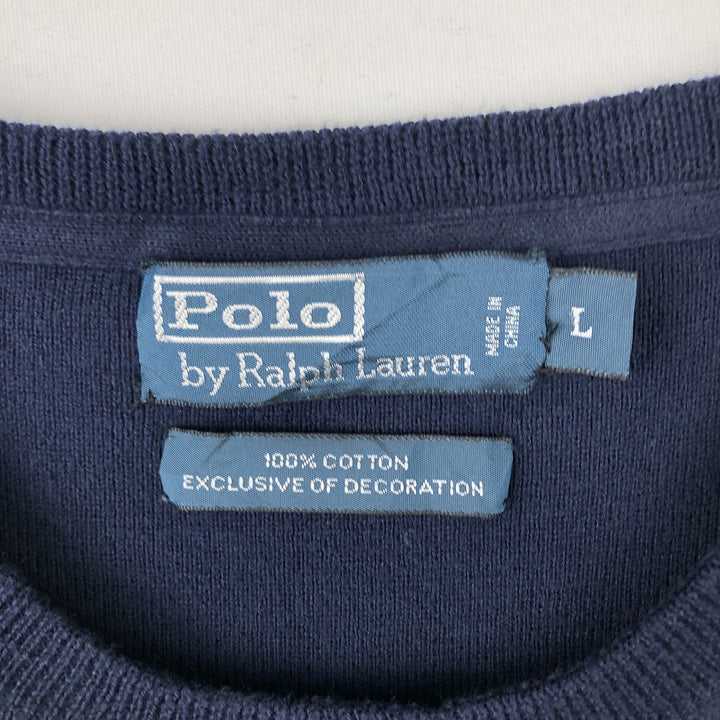 Polo
by Ralph Lauren
MADE IN
CHINA
L
100% COTTON
EXCLUSIVE OF DECORATION